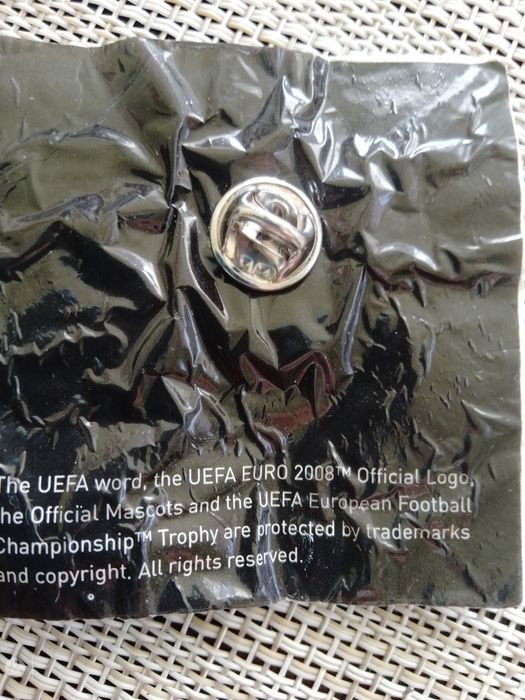 The UEFA word, the UEFA EURO 2008™ Official Logo,
the Official Mascots and the UEFA European Football
Championship™ Trophy are protected by trademarks
and copyright. All rights reserved.